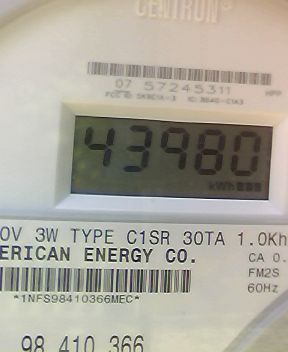 CENTRON®
07 57245311
43980
kWh
0V 3W TYPE C1SR 30TA 1.0Kh
ERICAN ENERGY CO.
CA 0.
FM2S
*1NFS98410366MEC*
60Hz
98 410 366